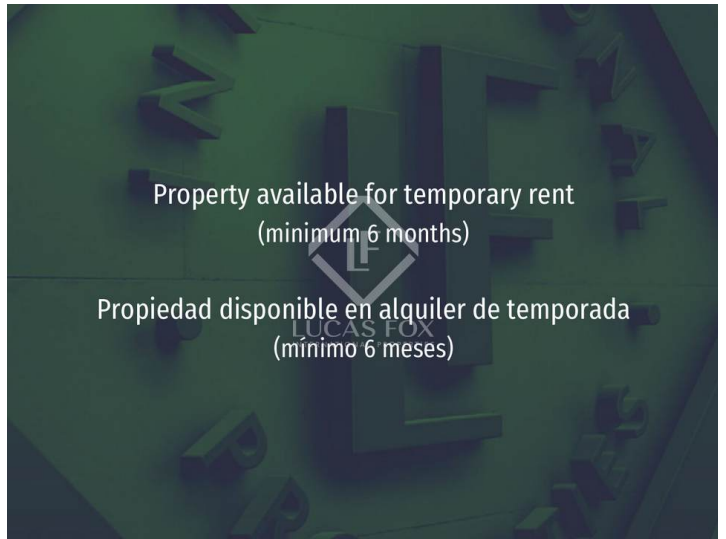 Property available for temporary rent
(minimum 6 months)
Propiedad disponible en alquiler de temporada
LUCAS FOX
(mínimo 6 meses)